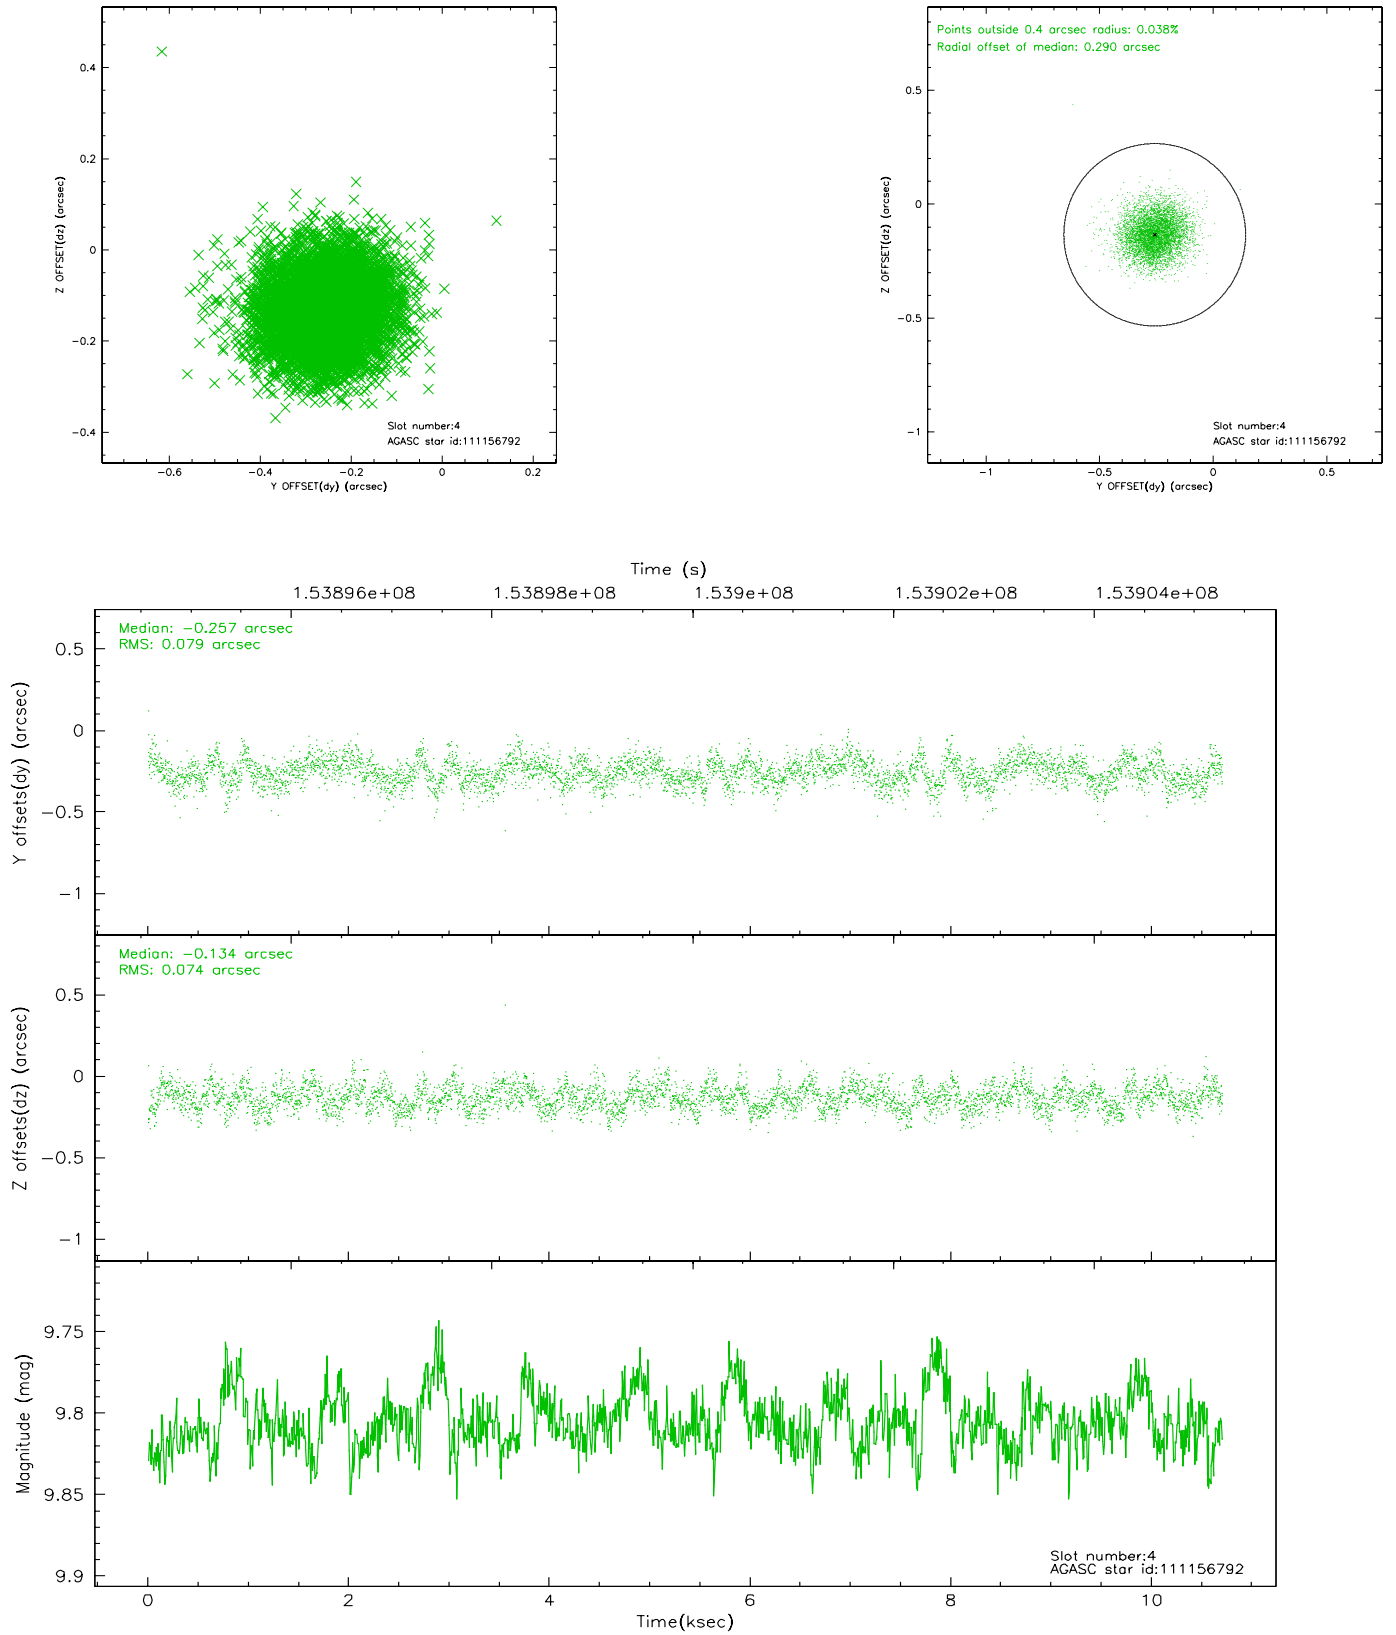 0.4
0.2
0
−0.2
−0.4
Z OFFSET(dz) (arcsec)
Slot number:4
AGASC star id:111156792
−0.6
−0.4
−0.2
0
0.2
Y OFFSET(dy) (arcsec)
Points outside 0.4 arcsec radius: 0.038%
Radial offset of median: 0.290 arcsec
0.5
0
−0.5
−1
Z OFFSET(dz) (arcsec)
Slot number:4
AGASC star id:111156792
−1
−0.5
0
0.5
Y OFFSET(dy) (arcsec)
Time (s)
1.53896e+08
1.53898e+08
1.539e+08
1.53902e+08
1.53904e+08
Median: −0.257 arcsec
RMS: 0.079 arcsec
0.5
0
−0.5
−1
Y offsets(dy) (arcsec)
Median: −0.134 arcsec
RMS: 0.074 arcsec
0.5
0
−0.5
−1
Z offsets(dz) (arcsec)
9.75
9.8
9.85
9.9
Magnitude (mag)
Slot number:4
AGASC star id:111156792
0
2
4
6
8
10
Time(ksec)